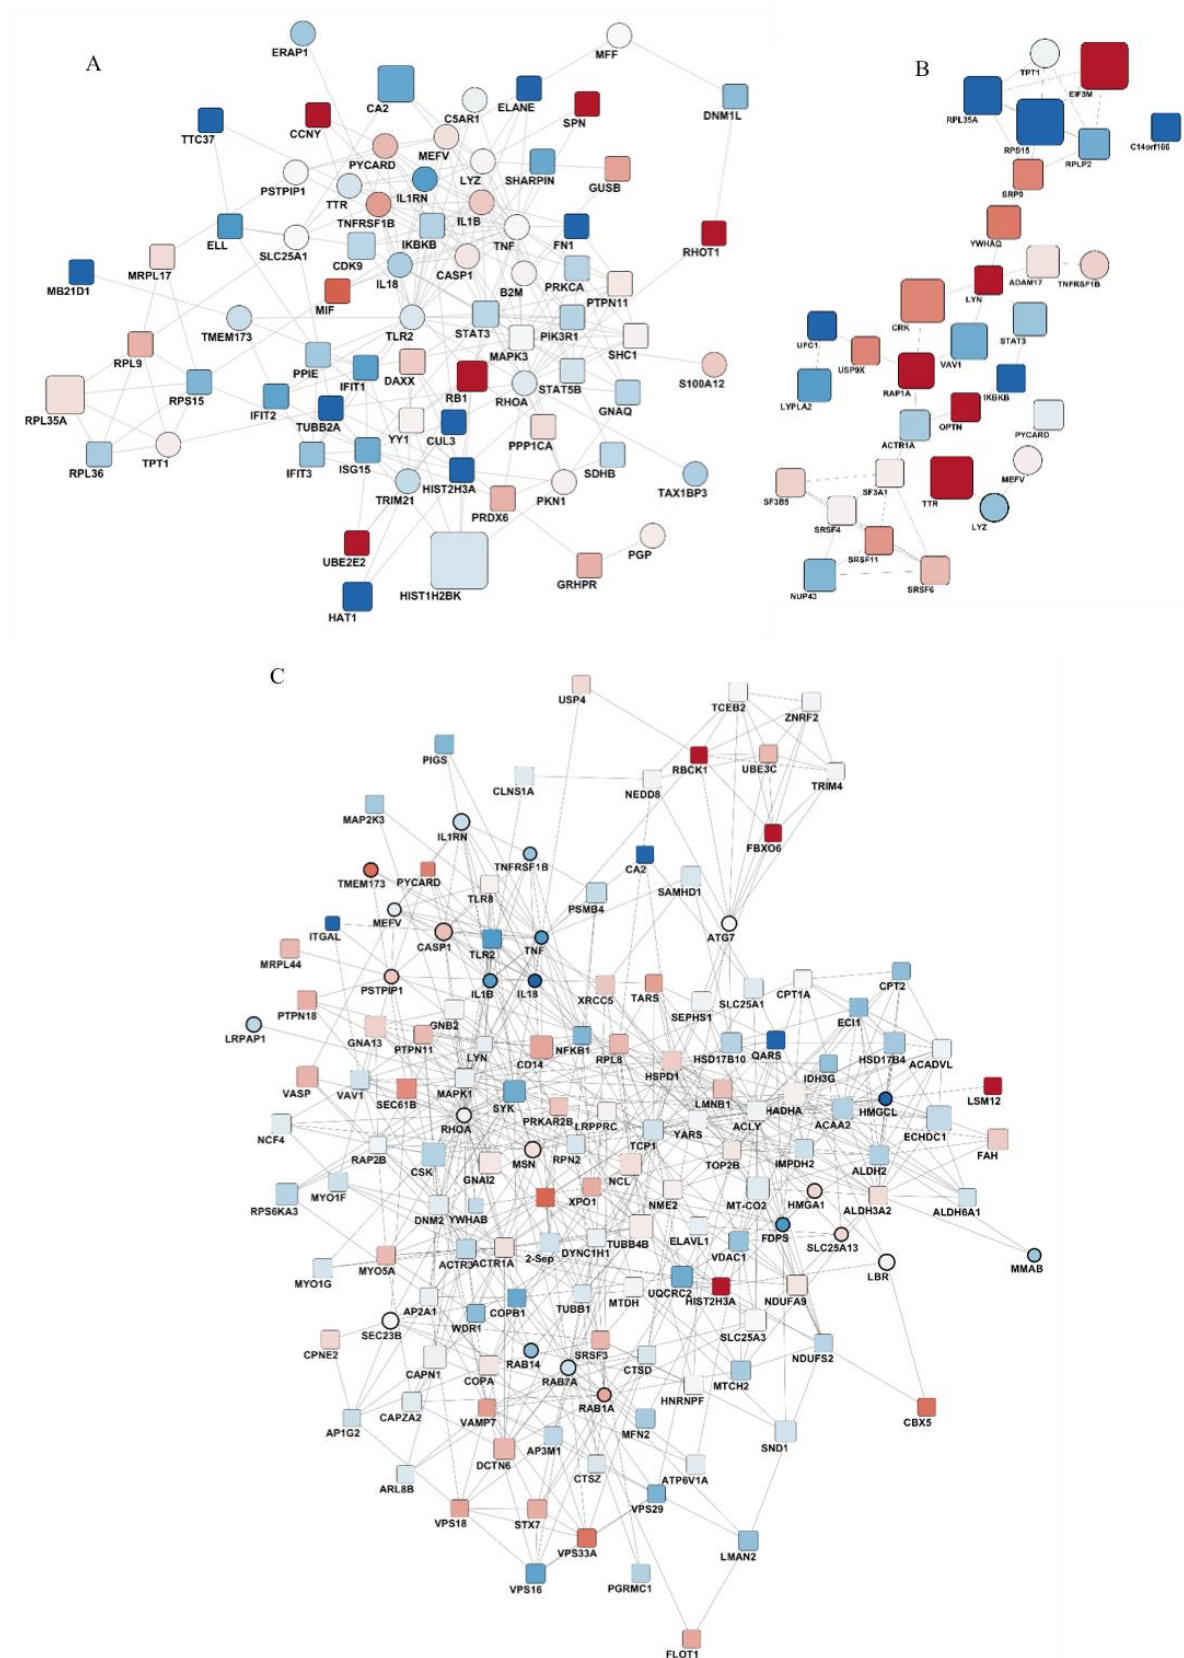 A
ERAP1
MFF
CA2
C5AR1
ELANE
SPN
DNM1L
CCNY
TTC37
PYCARD
MEFV
LYZ
SHARPIN
GUSB
PSTPIP1
TTR
IL1RN
IL1B
TNFRSF1B
IKBKB
TNF
FN1
RHOT1
ELL
SLC25A1
CDK9
IL18
CASP1
B2M
PRKCA
PTPN11
MB21D1
MRPL17
MIF
TMEM173
TLR2
STAT3
PIK3R1
MAPK3
SHC1
RPL9
PPIE
IFIT1
DAXX
RB1
RHOA
STAT5B
S100A12
GNAQ
RPL35A
RPS15
IFIT2
TUBB2A
YY1
CUL3
PPP1CA
RPL36
TPT1
IFIT3
ISG15
HIST2H3A
SDHB
TRIM21
PKN1
TAX1BP3
PRDX6
UBE2E2
PGP
GRHPR
HIST1H2BK
HAT1
B
TPT1
EIF3M
RPL35A
RPS15
RPLP2
C14orf166
SRP9
YWHAQ
ADAM17
TNFRSF1B
LYN
CRK
UFC1
STAT3
VAV1
USP9X
LYPLA2
RAP1A
IKBKB
OPTN
PYCARD
ACTR1A
MEFV
SF3B5
SF3A1
TTR
LYZ
SRSF4
SRSF11
NUP43
SRSF6
C
USP4
TCEB2
ZNRF2
PIGS
RBCK1
UBE3C
TRIM4
CLNS1A
NEDD8
MAP2K3
IL1RN
FBXO6
TNFRSF1B
CA2
TMEM173
PYCARD
TLR8
SAMHD1
PSMB4
MEFV
ITGAL
CASP1
TLR2
TNF
ATG7
MRPL44
PSTPIP1
IL1B
IL18
XRCC5
TARS
SLC25A1
CPT1A
CPT2
PTPN18
GNB2
SEPHS1
ECI1
LRPAP1
GNA13
PTPN11
LYN
CD14
NFKB1
RPL8
HSPD1
HSD17B10
QARS
HSD17B4
ACADVL
IDH3G
VASP
VAV1
SEC61B
MAPK1
SYK
PRKAR2B
LRPPRC
LMNB1
HADHA
HMGCL
LSM12
NCF4
RHOA
YARS
ACLY
ACAA2
ECHDC1
RAP2B
CSK
MSN
RPN2
TCP1
TOP2B
IMPDH2
ALDH2
FAH
RPS6KA3
MYO1F
GNAI2
XPO1
NCL
NME2
MT-CO2
HMGA1
ALDH3A2
ALDH6A1
DNM2
YWHAB
MYO1G
MYO5A
ACTR3
ACTR1A
2-Sep
DYNC1H1
TUBB4B
ELAVL1
VDAC1
FDPS
SLC25A13
LBR
MMAB
AP2A1
COPB1
TUBB1
MTDH
UQCRC2
HIST2H3A
NDUFA9
SEC23B
WDR1
SLC25A3
CPNE2
CAPN1
COPA
RAB14
RAB7A
SRSF3
CTSD
MTCH2
NDUFS2
RAB1A
HNRNPF
AP1G2
CAPZA2
VAMP7
MFN2
CBX5
DCTN6
AP3M1
SND1
ARL8B
CTSZ
ATP6V1A
VPS18
STX7
VPS29
VPS33A
LMAN2
VPS16
PGRMC1
FLOT1